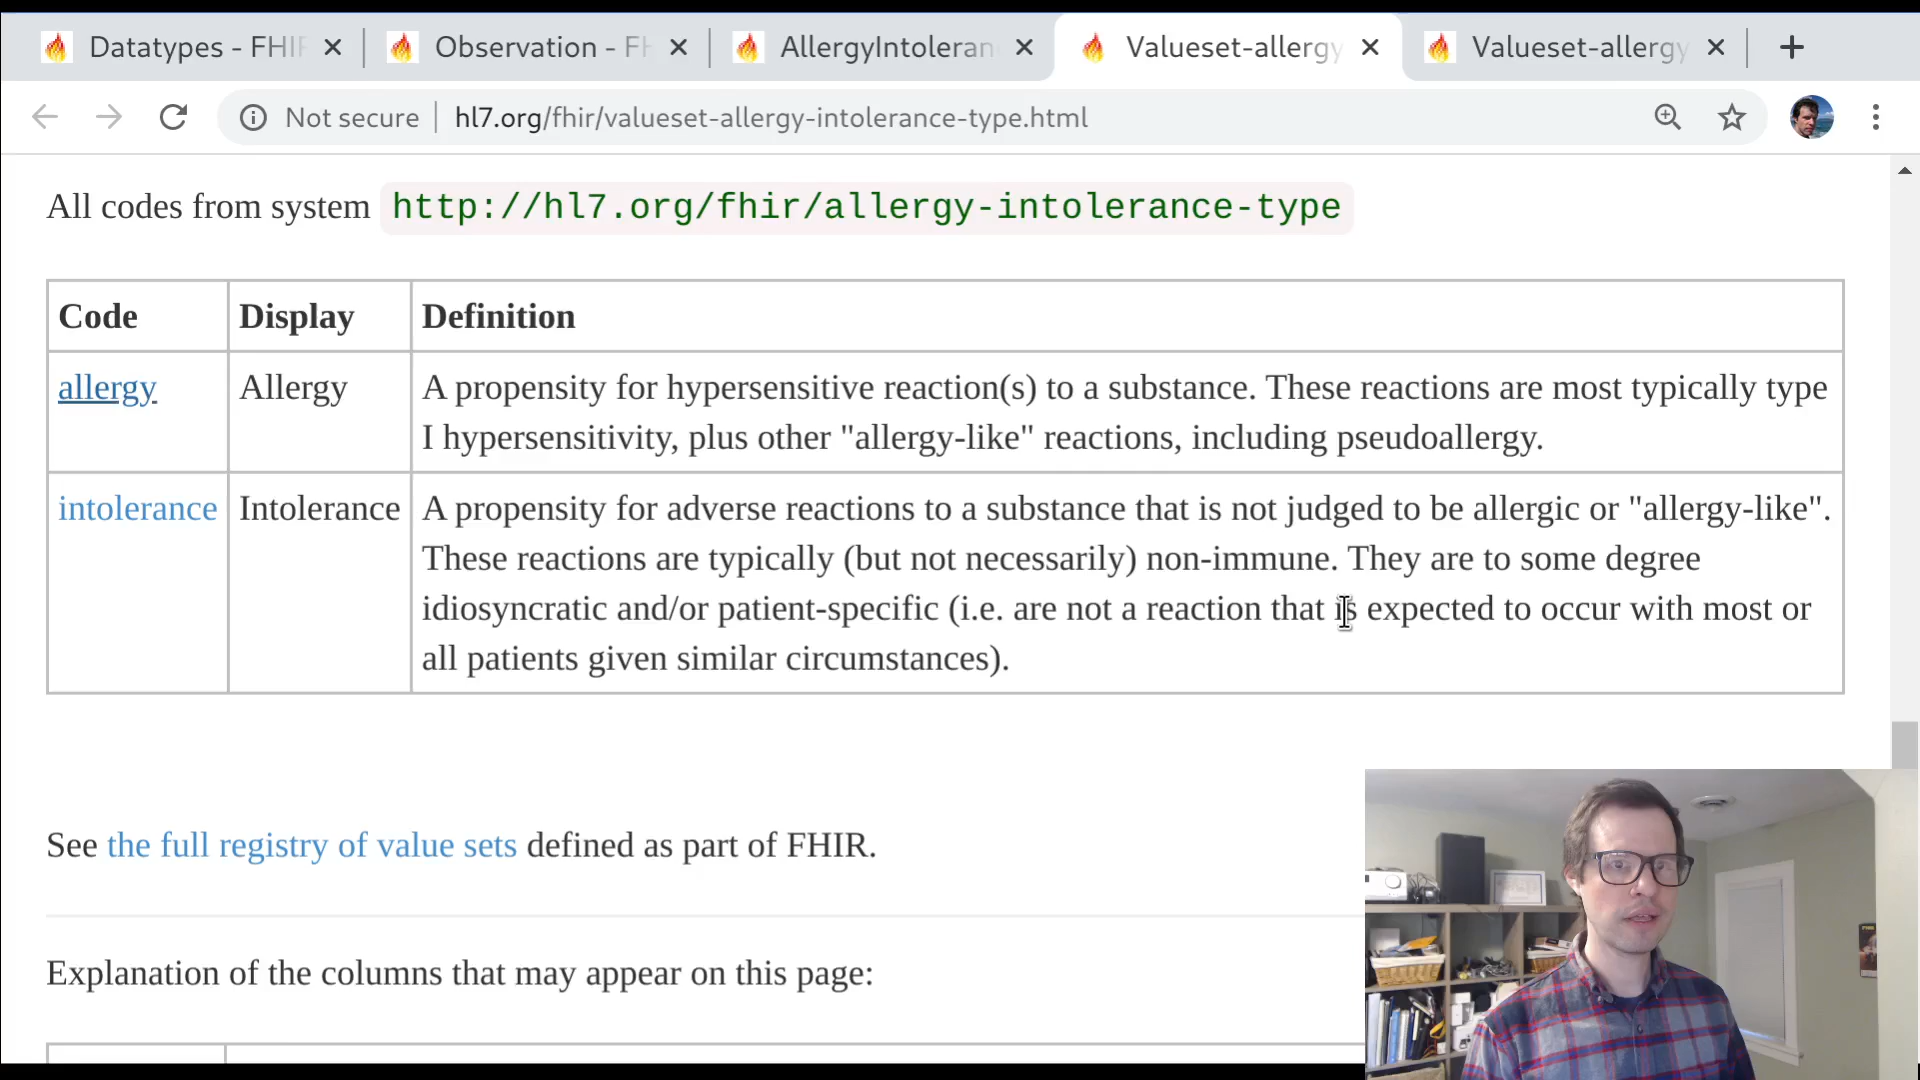 Datatypes - FHIR
Observation - FH
AllergyIntoleran
Valueset-allergy
Valueset-allergy
Not secure
hl7.org/fhir/valueset-allergy-intolerance-type.html
All codes from system http://hl7.org/fhir/allergy-intolerance-type
Code Display Definition
allergy Allergy A propensity for hypersensitive reaction(s) to a substance. These reactions are most typically type
I hypersensitivity, plus other "allergy-like" reactions, including pseudoallergy.
intolerance Intolerance A propensity for adverse reactions to a substance that is not judged to be allergic or "allergy-like".
These reactions are typically (but not necessarily) non-immune. They are to some degree
idiosyncratic and/or patient-specific (i.e. are not a reaction that is expected to occur with most or
all patients given similar circumstances).
See the full registry of value sets defined as part of FHIR.
Explanation of the columns that may appear on this page: